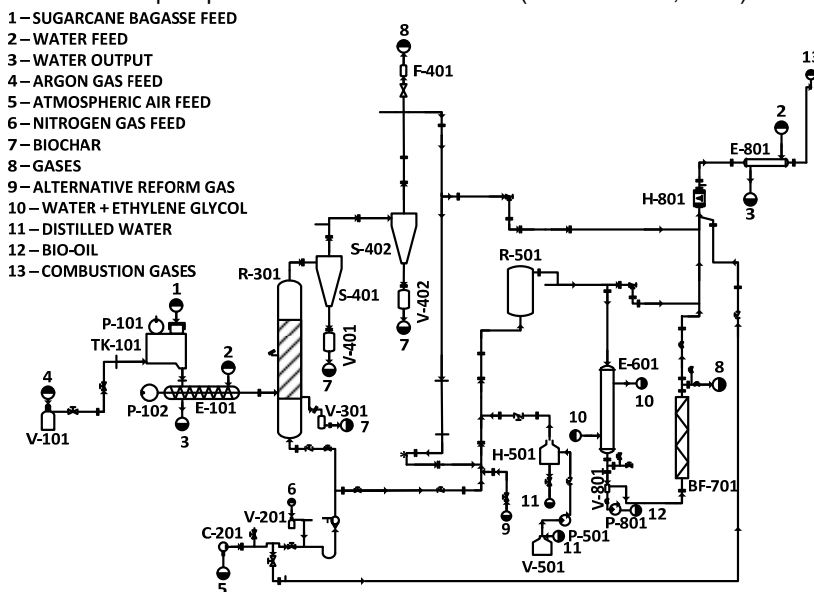 1 – SUGARCANE BAGASSE FEED
2 – WATER FEED
3 – WATER OUTPUT
4 – ARGON GAS FEED
5 – ATMOSPHERIC AIR FEED
6 – NITROGEN GAS FEED
7 – BIOCHAR
8 – GASES
9 – ALTERNATIVE REFORM GAS
10 – WATER + ETHYLENE GLYCOL
11 – DISTILLED WATER
12 – BIO-OIL
13 – COMBUSTION GASES
8
F-401
13
2
E-801
H-801
3
S-402
R-501
R-301
S-401
V-402
1
P-101
TK-101
V-401
7
2
7
E-601
8
10
4
P-102
E-101
V-301
7
10
V-101
3
H-501
BF-701
V-801
6
11
12
V-201
9
P-801
C-201
P-501
11
V-501
5